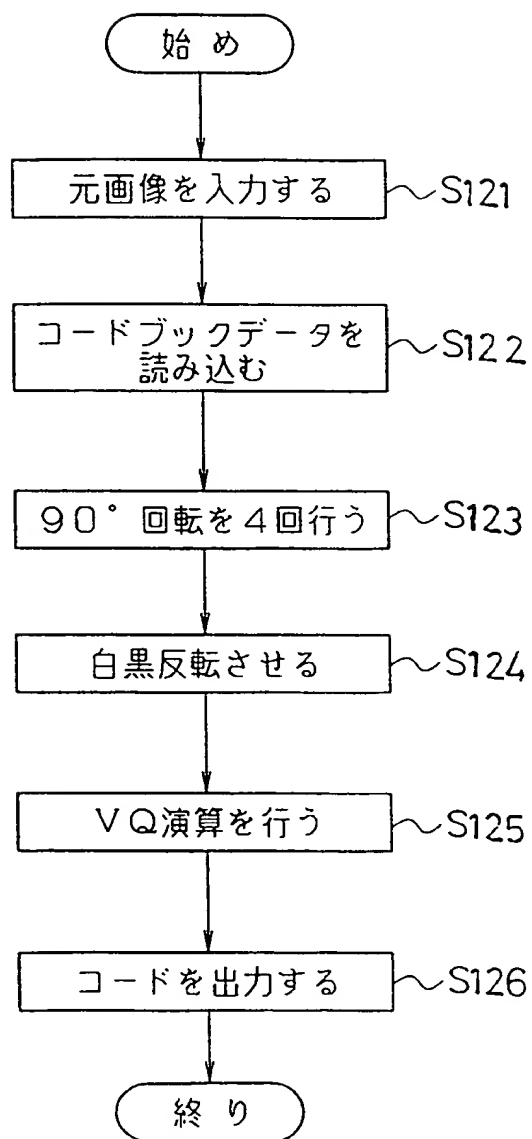 始め
元画像を入力する
S121
コードブックデータを
読み込む
S122
90°回転を4回行う
S123
白黒反転させる
S124
VQ演算を行う
S125
コードを出力する
S126
終り